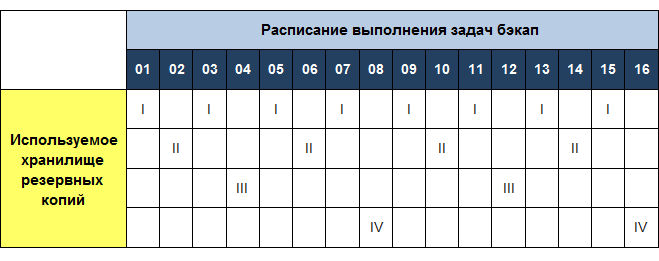 Расписание выполнения задач бэкап
01 02 03 04 05 06 07 08 09 10 11 12 13 14 15 16
Используемое
хранилище
резервных
копий
I I I I I I I I
II II II II
III III
IV IV